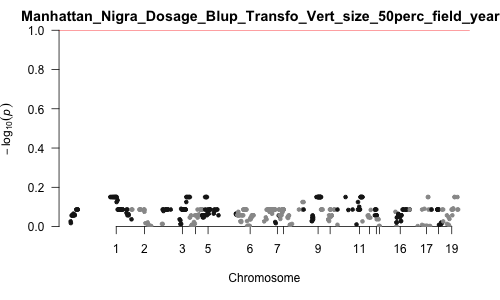 Manhattan_Nigra_Dosage_Blup_Transfo_Vert_size_50perc_field_year
1.0
0.8
0.6
0.4
0.2
0.0
− log10(p)
1 2 3 5 6 7 9 11 16 17 19
Chromosome